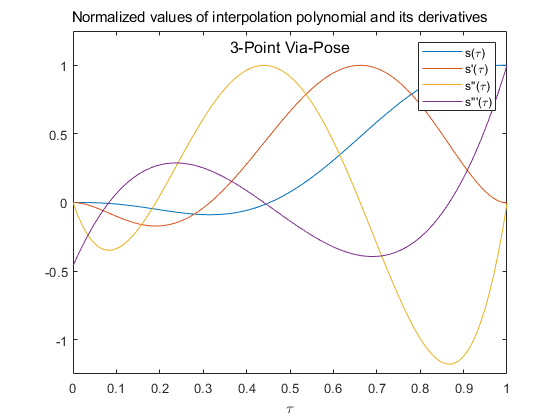 Normalized values of interpolation polynomial and its derivatives
3-Point Via-Pose
s(τ)
s'(τ)
s''(τ)
s'''(τ)
1
0.5
0
-0.5
-1
0 0.1 0.2 0.3 0.4 0.5 0.6 0.7 0.8 0.9 1
τ